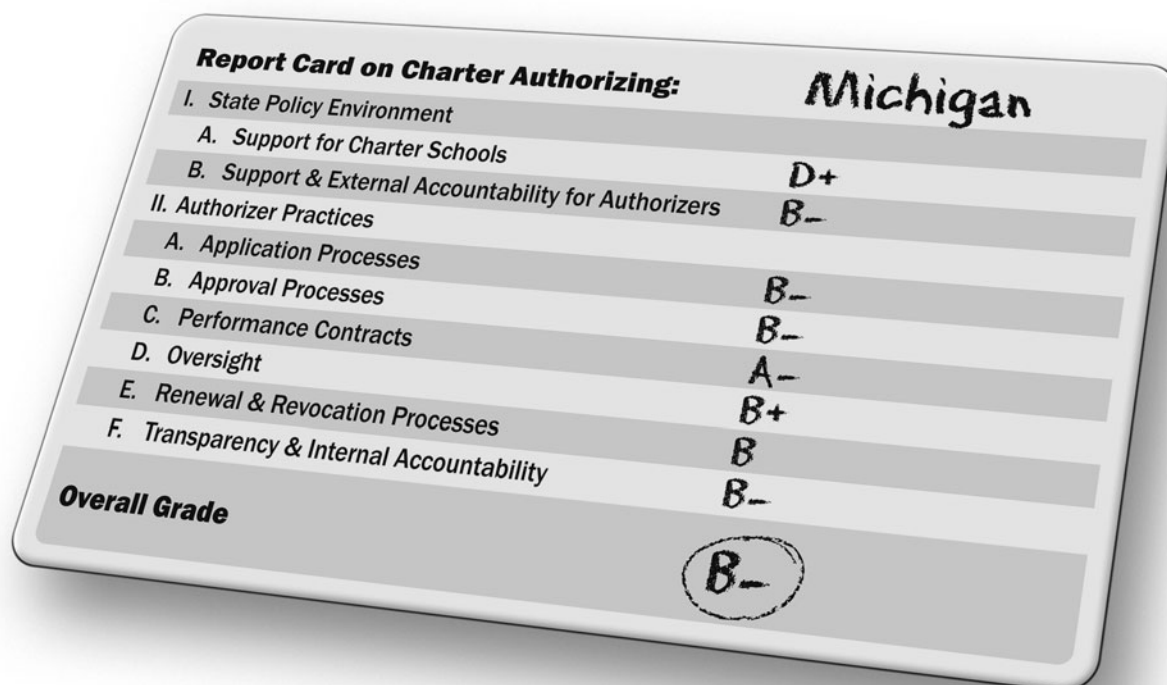 Report Card on Charter Authorizing: Michigan
I. State Policy Environment
A. Support for Charter Schools D+
B. Support & External Accountability for Authorizers B-
II. Authorizer Practices
A. Application Processes B-
B. Approval Processes B-
C. Performance Contracts A-
D. Oversight B+
E. Renewal & Revocation Processes B
F. Transparency & Internal Accountability B-
Overall Grade B-